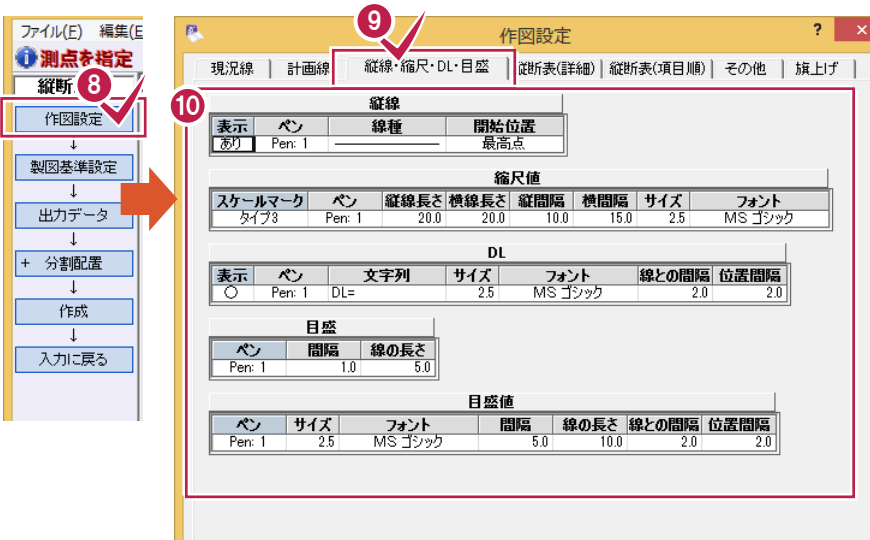 ファイル(F) 編集(E
測点を指定
縦断
8
作図設定
↓
製図基準設定
↓
出力データ
↓
+ 分割配置
↓
作成
↓
入力に戻る
9
作図設定
? ×
現況線 計画線 縦線・縮尺・DL・目盛 縦断表(詳細) 縦断表(項目順) その他 旗上げ
10
縦線
表示 ペン 線種 開始位置
あり Pen: 1 最高点
縮尺値
スケールマーク ペン 縦線長さ 横線長さ 縦間隔 横間隔 サイズ フォント
タイプ3 Pen: 1 20.0 20.0 10.0 15.0 2.5 MS ゴシック
DL
表示 ペン 文字列 サイズ フォント 線との間隔 位置間隔
○ Pen: 1 DL= 2.5 MS ゴシック 2.0 2.0
目盛
ペン 間隔 線の長さ
Pen: 1 1.0 5.0
目盛値
ペン サイズ フォント 間隔 線の長さ 線との間隔 位置間隔
Pen: 1 2.5 MS ゴシック 5.0 10.0 2.0 2.0